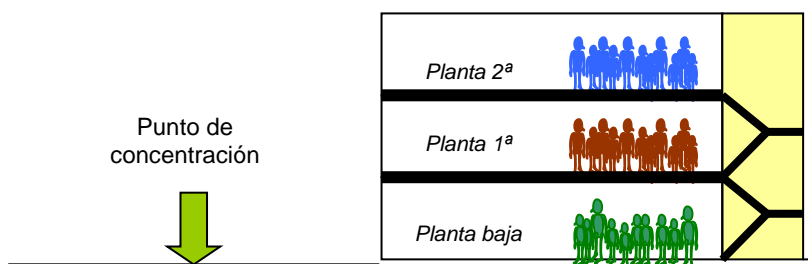 Planta 2ª
Punto de
concentración
Planta 1ª
Planta baja